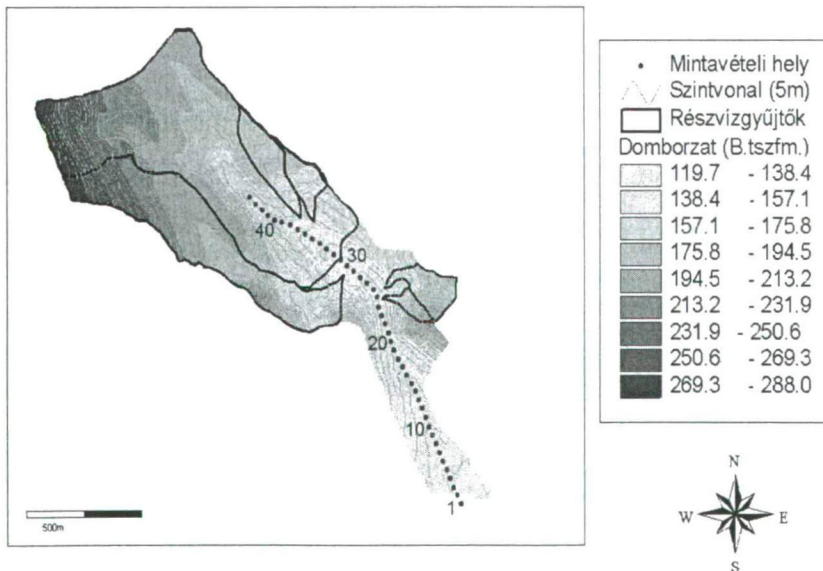 40
30
20
10
1
500m
Mintavételi hely
Szintvonal (5m)
Részvízgyűjtők
Domborzat (B.tszfm.)
119.7 - 138.4
138.4 - 157.1
157.1 - 175.8
175.8 - 194.5
194.5 - 213.2
213.2 - 231.9
231.9 - 250.6
250.6 - 269.3
269.3 - 288.0
N
W E
S